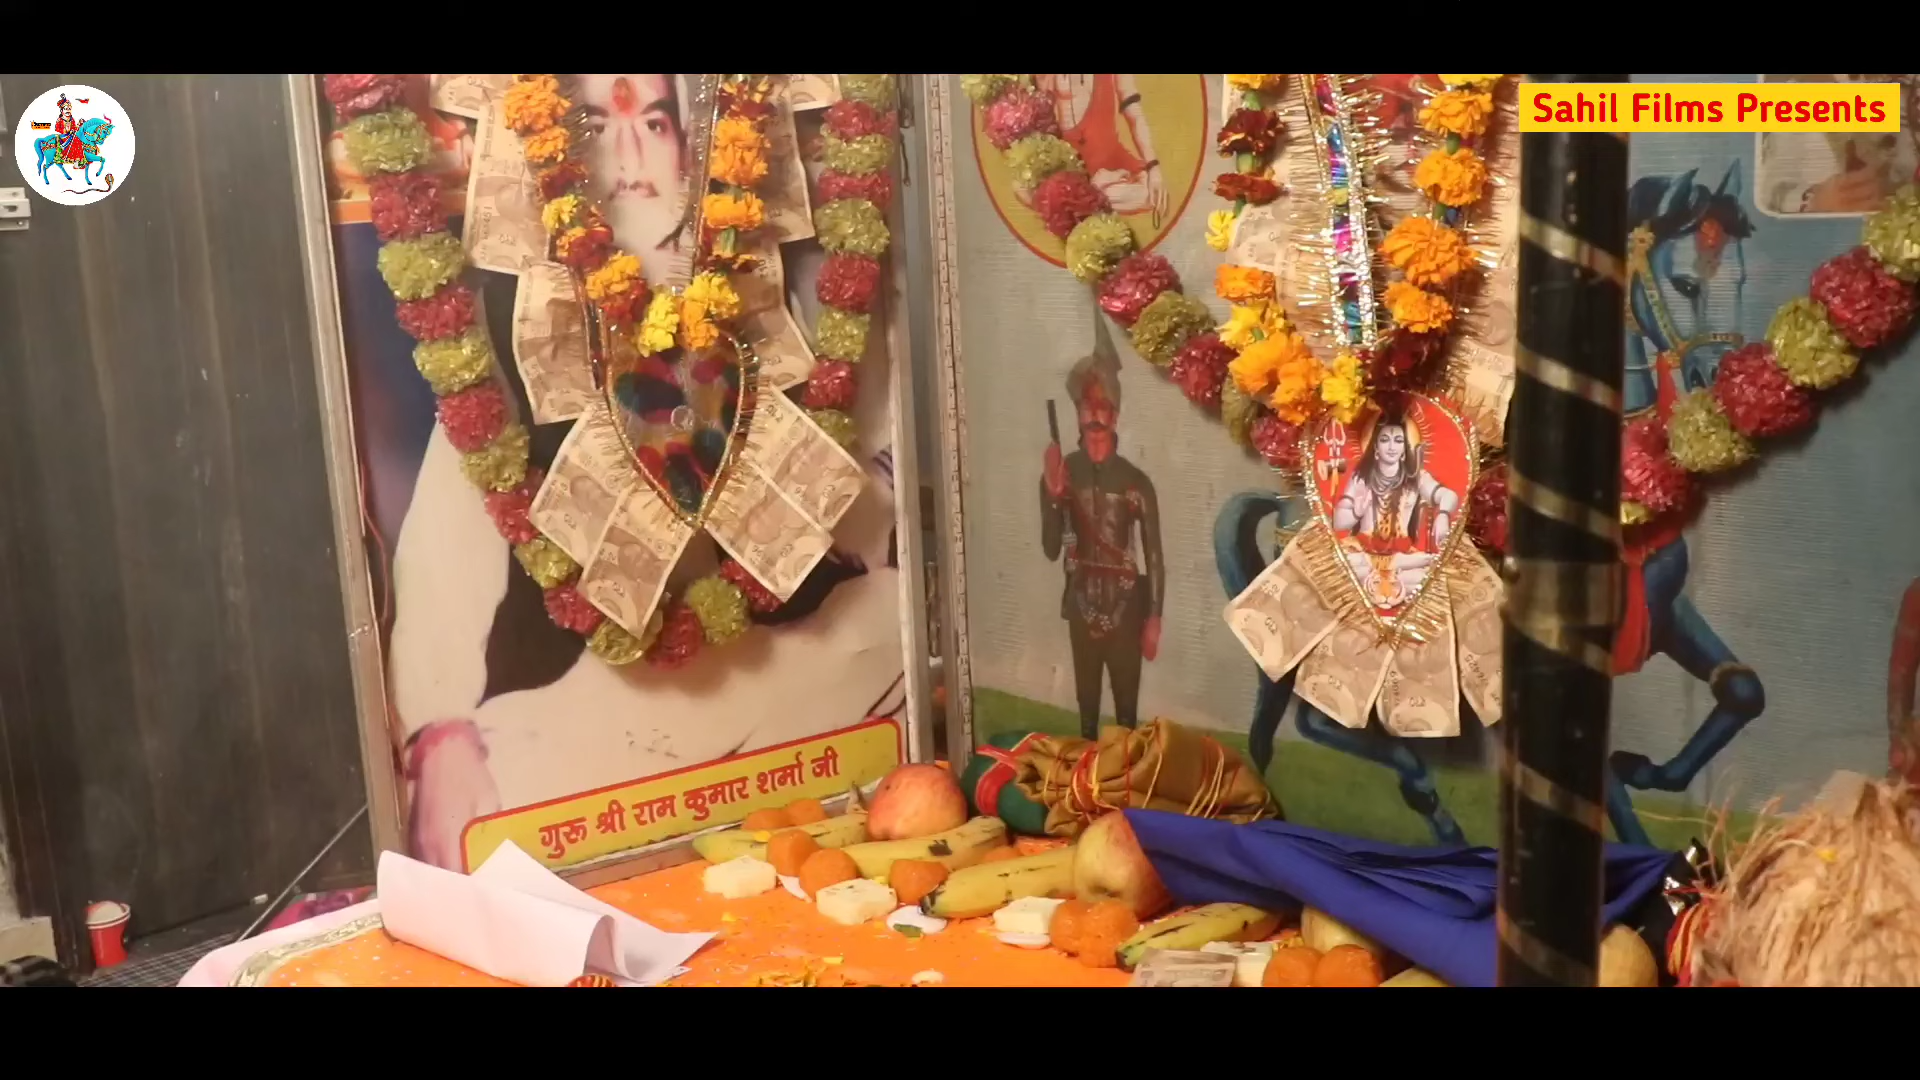 Sahil Films Presents
गुरू श्री राम कुमार शर्मा जी